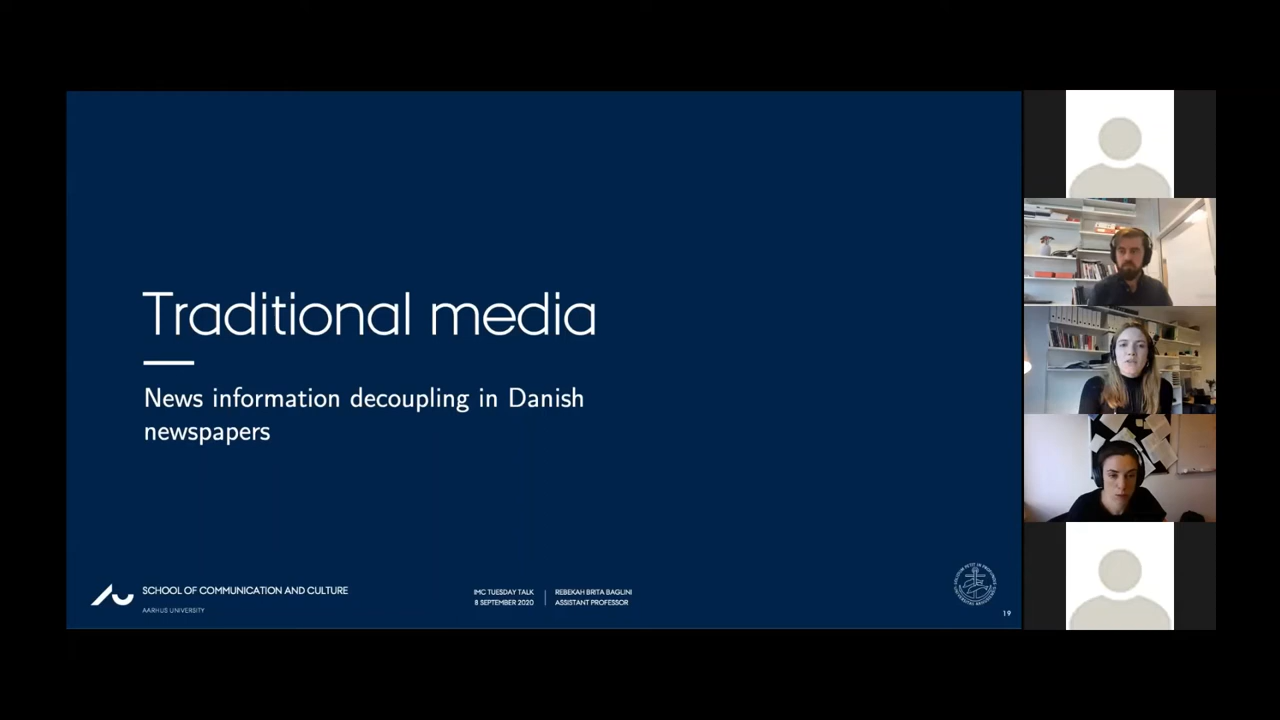 Traditional media
News information decoupling in Danish
newspapers
SCHOOL OF COMMUNICATION AND CULTURE
AARHUS UNIVERSITY
IMC TUESDAY TALK
8 SEPTEMBER 2020
REBEKAH BRITA BAGLINI
ASSISTANT PROFESSOR
19